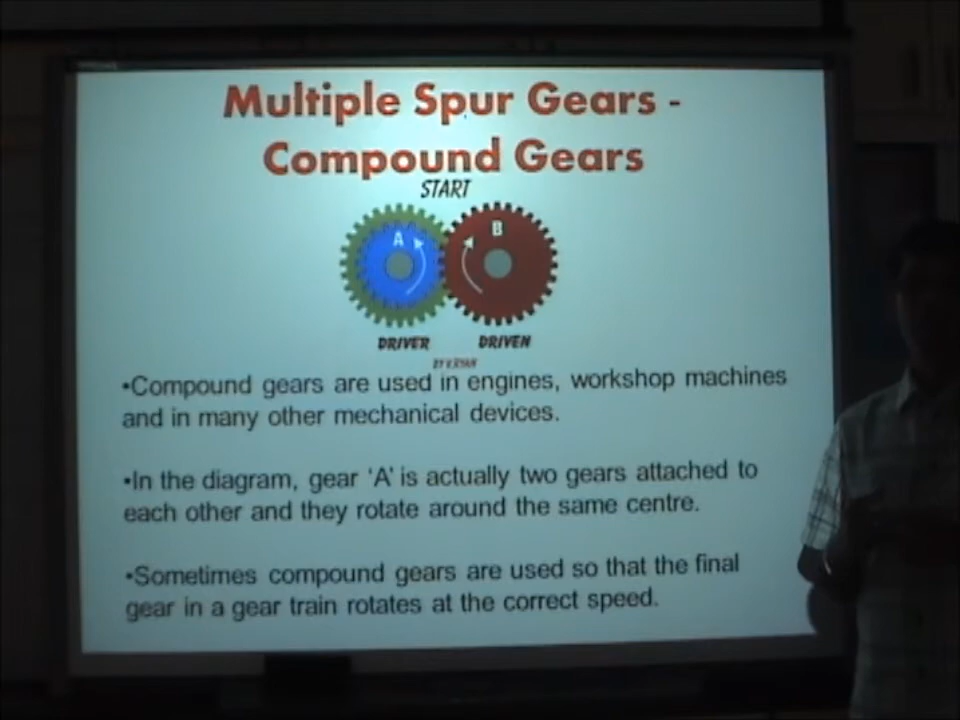 Multiple Spur Gears -
Compound Gears
START
A
B
DRIVER DRIVEN
BY V.RYAN
•Compound gears are used in engines, workshop machines
and in many other mechanical devices.
•In the diagram, gear ‘A’ is actually two gears attached to
each other and they rotate around the same centre.
•Sometimes compound gears are used so that the final
gear in a gear train rotates at the correct speed.